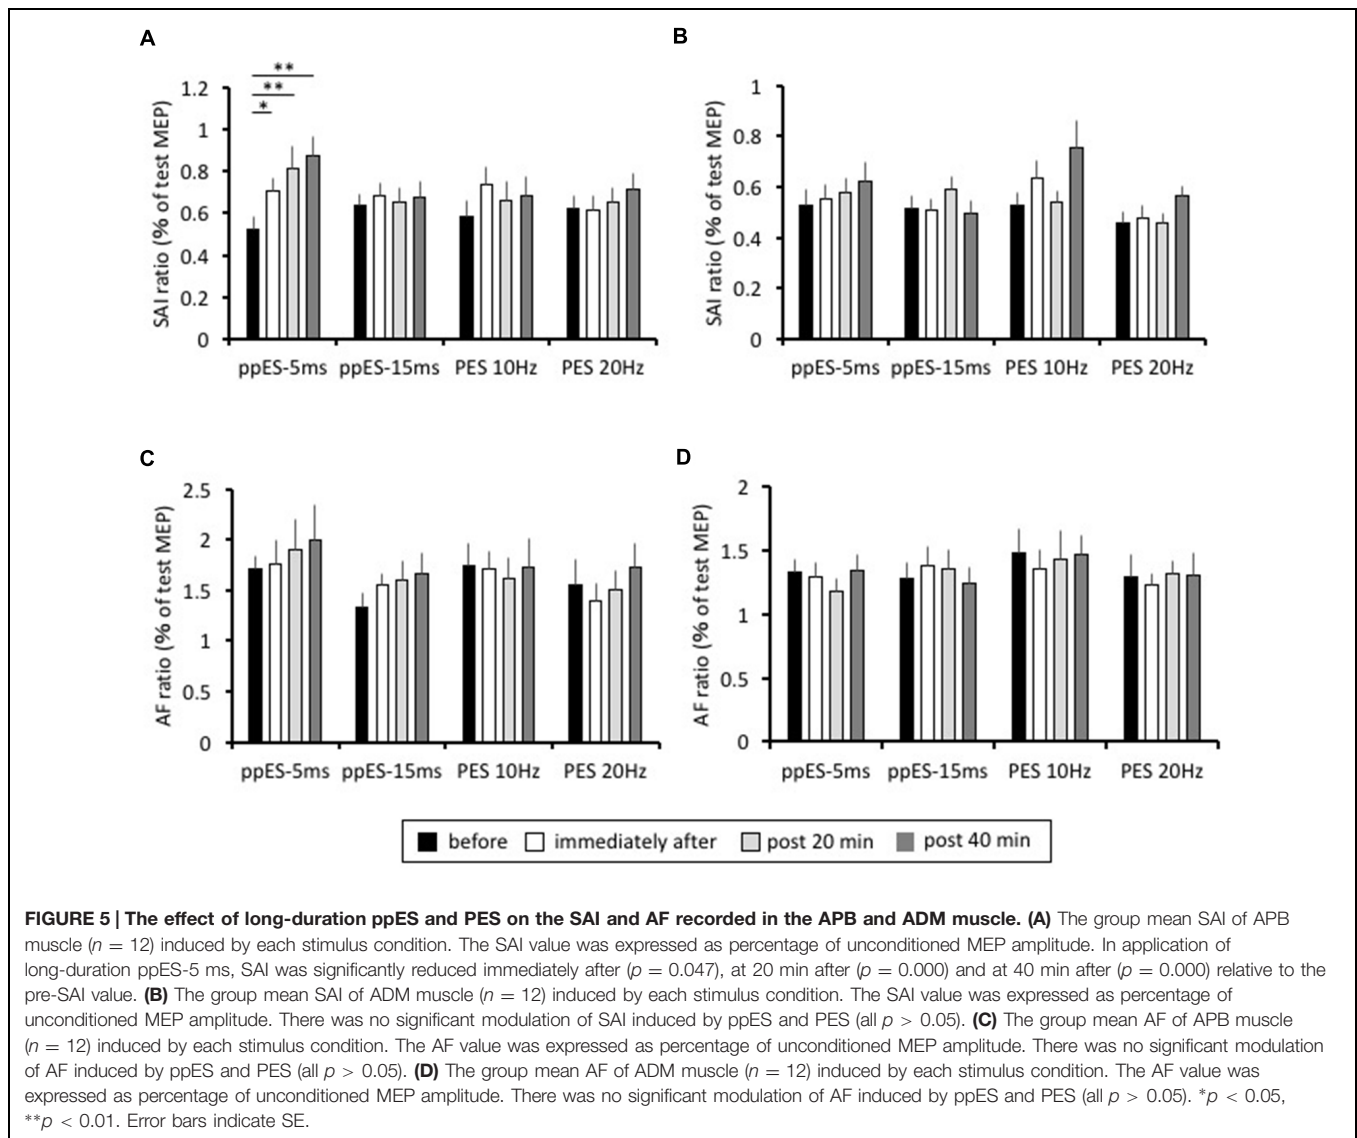 A
**
**
*
1.2
1
0.8
0.6
0.4
0.2
0
SAI ratio (% of test MEP)
ppES-5ms ppES-15ms PES 10Hz PES 20Hz
B
1
0.8
0.6
0.4
0.2
0
SAI ratio (% of test MEP)
ppES-5ms ppES-15ms PES 10Hz PES 20Hz
C
2.5
2
1.5
1
0.5
0
AF ratio (% of test MEP)
ppES-5ms ppES-15ms PES 10Hz PES 20Hz
D
2
1.5
1
0.5
0
AF ratio (% of test MEP)
ppES-5ms ppES-15ms PES 10Hz PES 20Hz
before immediately after post 20 min post 40 min
FIGURE 5 | The effect of long-duration ppES and PES on the SAI and AF recorded in the APB and ADM muscle. (A) The group mean SAI of APB
muscle (n = 12) induced by each stimulus condition. The SAI value was expressed as percentage of unconditioned MEP amplitude. In application of
long-duration ppES-5 ms, SAI was significantly reduced immediately after (p = 0.047), at 20 min after (p = 0.000) and at 40 min after (p = 0.000) relative to the
pre-SAI value. (B) The group mean SAI of ADM muscle (n = 12) induced by each stimulus condition. The SAI value was expressed as percentage of
unconditioned MEP amplitude. There was no significant modulation of SAI induced by ppES and PES (all p > 0.05). (C) The group mean AF of APB muscle
(n = 12) induced by each stimulus condition. The AF value was expressed as percentage of unconditioned MEP amplitude. There was no significant modulation
of AF induced by ppES and PES (all p > 0.05). (D) The group mean AF of ADM muscle (n = 12) induced by each stimulus condition. The AF value was
expressed as percentage of unconditioned MEP amplitude. There was no significant modulation of AF induced by ppES and PES (all p > 0.05). *p < 0.05,
**p < 0.01. Error bars indicate SE.